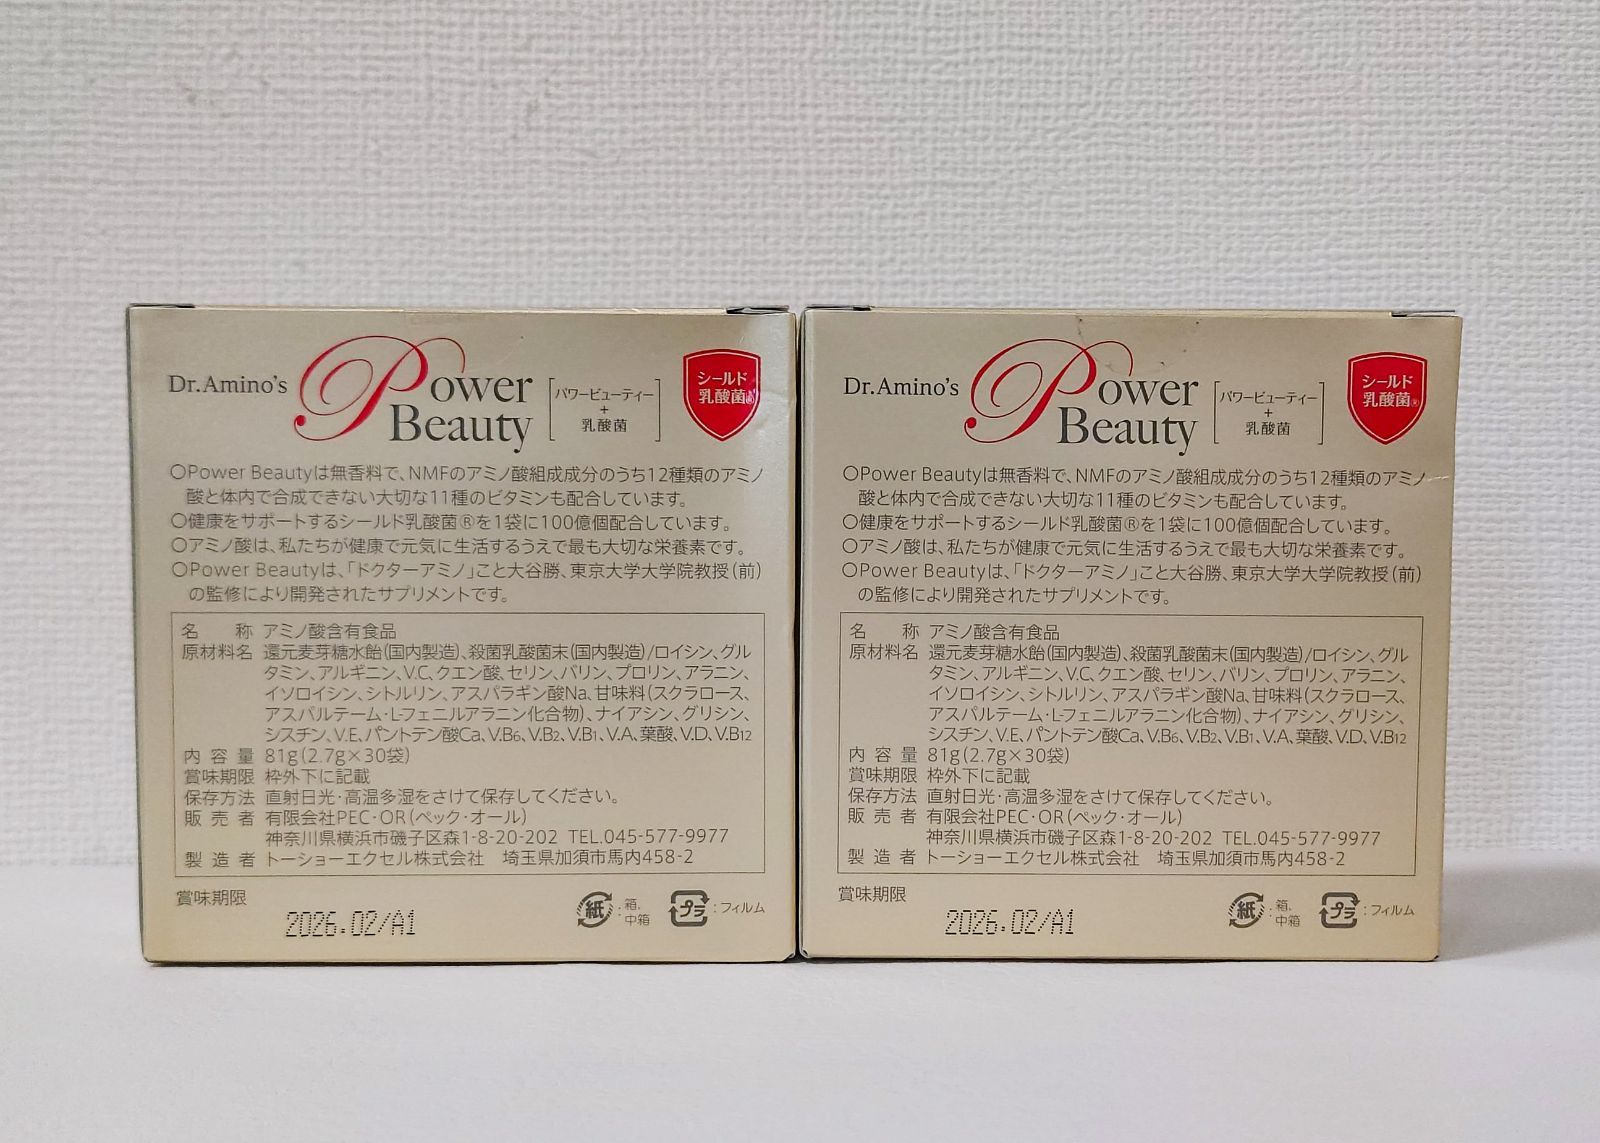 Dr.Amino's Power Beauty [パワービューティー + 乳酸菌]
シールド
乳酸菌®
○Power Beautyは無香料で、NMFのアミノ酸組成成分のうち12種類のアミノ
酸と体内で合成できない大切な11種のビタミンも配合しています。
○健康をサポートするシールド乳酸菌®を1袋に100億個配合しています。
○アミノ酸は、私たちが健康で元気に生活するうえで最も大切な栄養素です。
○Power Beautyは、「ドクターアミノ」こと大谷勝、東京大学大学院教授(前)
の監修により開発されたサプリメントです。
名 称 アミノ酸含有食品
原材料名 還元麦芽糖水飴(国内製造)、殺菌乳酸菌末(国内製造)/ロイシン、グル
タミン、アルギニン、V.C、クエン酸、セリン、バリン、プロリン、アラニン、
イソロイシン、シトルリン、アスパラギン酸Na、甘味料(スクラロース、
アスパルテーム・L-フェニルアラニン化合物)、ナイアシン、グリシン、
シスチン、V.E、パントテン酸Ca、V.B6、V.B2、V.B1、V.A、葉酸、V.D、V.B12
内容量 81g(2.7g×30袋)
賞味期限 枠外下に記載
保存方法 直射日光・高温多湿をさけて保存してください。
販売者 有限会社PEC・OR(ペック・オール)
神奈川県横浜市磯子区森1-8-20-202 TEL.045-577-9977
製造者 トーショーエクセル株式会社 埼玉県加須市馬内458-2
賞味期限
2026.02/A1
紙:箱、
中箱
プラ:フィルム
Dr.Amino's Power Beauty [パワービューティー + 乳酸菌]
シールド
乳酸菌®
○Power Beautyは無香料で、NMFのアミノ酸組成成分のうち12種類のアミノ
酸と体内で合成できない大切な11種のビタミンも配合しています。
○健康をサポートするシールド乳酸菌®を1袋に100億個配合しています。
○アミノ酸は、私たちが健康で元気に生活するうえで最も大切な栄養素です。
○Power Beautyは、「ドクターアミノ」こと大谷勝、東京大学大学院教授(前)
の監修により開発されたサプリメントです。
名 称 アミノ酸含有食品
原材料名 還元麦芽糖水飴(国内製造)、殺菌乳酸菌末(国内製造)/ロイシン、グル
タミン、アルギニン、V.C、クエン酸、セリン、バリン、プロリン、アラニン、
イソロイシン、シトルリン、アスパラギン酸Na、甘味料(スクラロース、
アスパルテーム・L-フェニルアラニン化合物)、ナイアシン、グリシン、
シスチン、V.E、パントテン酸Ca、V.B6、V.B2、V.B1、V.A、葉酸、V.D、V.B12
内容量 81g(2.7g×30袋)
賞味期限 枠外下に記載
保存方法 直射日光・高温多湿をさけて保存してください。
販売者 有限会社PEC・OR(ペック・オール)
神奈川県横浜市磯子区森1-8-20-202 TEL.045-577-9977
製造者 トーショーエクセル株式会社 埼玉県加須市馬内458-2
賞味期限
2026.02/A1
紙:箱、
中箱
プラ:フィルム